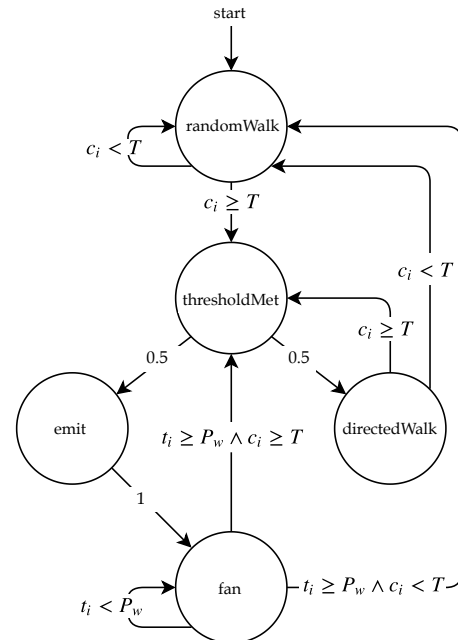 start
randomWalk
c_i < T
c_i ≥ T
thresholdMet
c_i < T
c_i ≥ T
0.5
0.5
emit
directedWalk
t_i ≥ P_w ∧ c_i ≥ T
1
fan
t_i ≥ P_w ∧ c_i < T
t_i < P_w